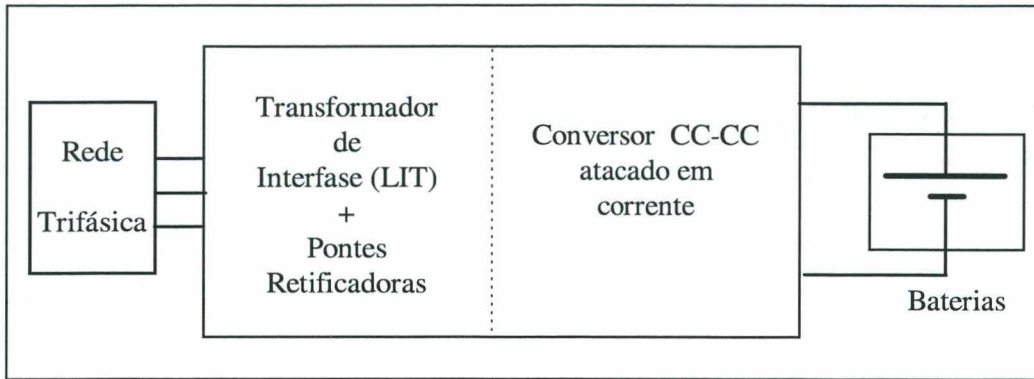 Rede
Trifásica
Transformador
de
Interfase (LIT)
+
Pontes
Retificadoras
Conversor CC-CC
atacado em
corrente
Baterias